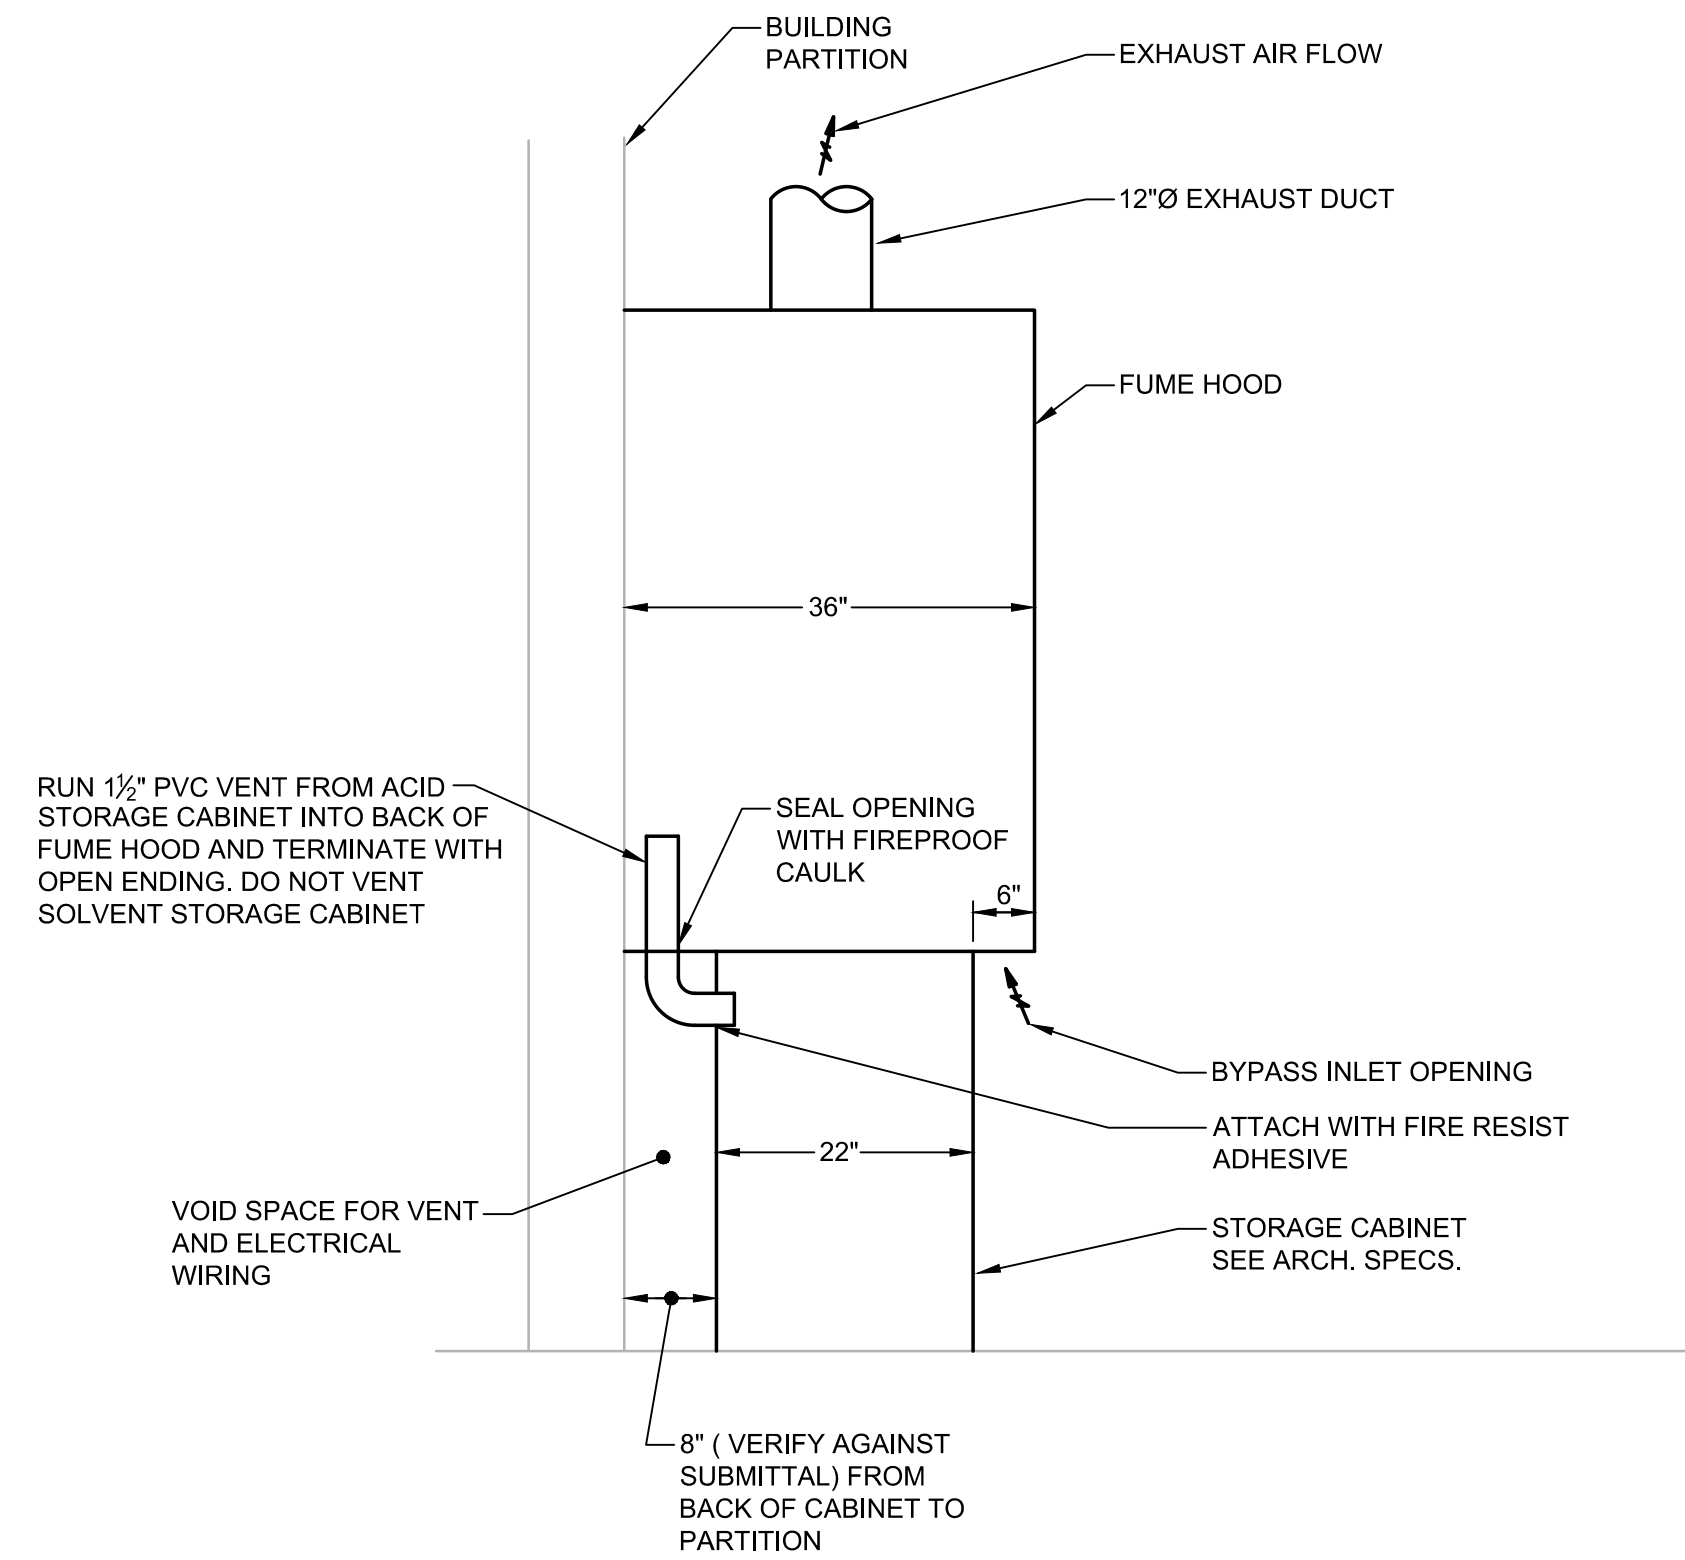 BUILDING
PARTITION
EXHAUST AIR FLOW
12"Ø EXHAUST DUCT
FUME HOOD
36"
RUN 1½" PVC VENT FROM ACID
STORAGE CABINET INTO BACK OF
FUME HOOD AND TERMINATE WITH
OPEN ENDING. DO NOT VENT
SOLVENT STORAGE CABINET
SEAL OPENING
WITH FIREPROOF
CAULK
6"
BYPASS INLET OPENING
ATTACH WITH FIRE RESIST
ADHESIVE
22"
VOID SPACE FOR VENT
AND ELECTRICAL
WIRING
STORAGE CABINET
SEE ARCH. SPECS.
8" ( VERIFY AGAINST
SUBMITTAL) FROM
BACK OF CABINET TO
PARTITION